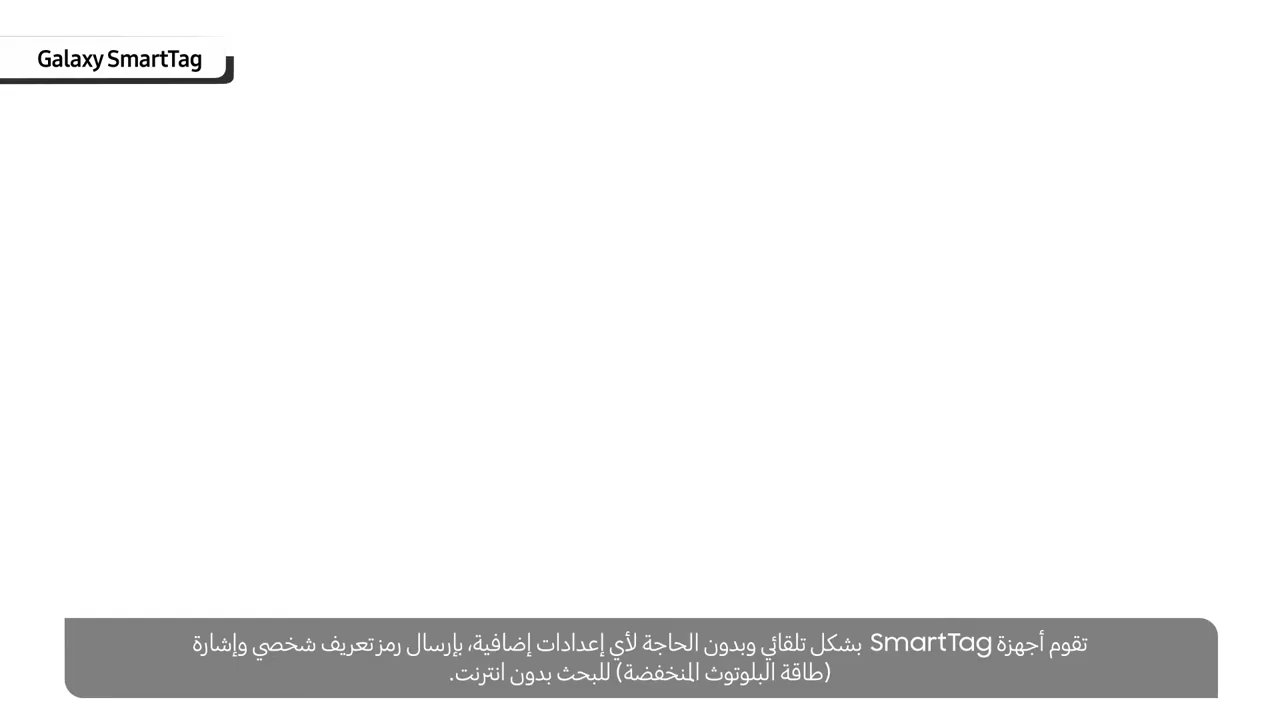 Galaxy SmartTag
تقوم أجهزة SmartTag بشكل تلقائي وبدون الحاجة لأي إعدادات إضافية، بإرسال رمز تعريف شخصي وإشارة
(طاقة البلوتوث المنخفضة) للبحث بدون انترنت.